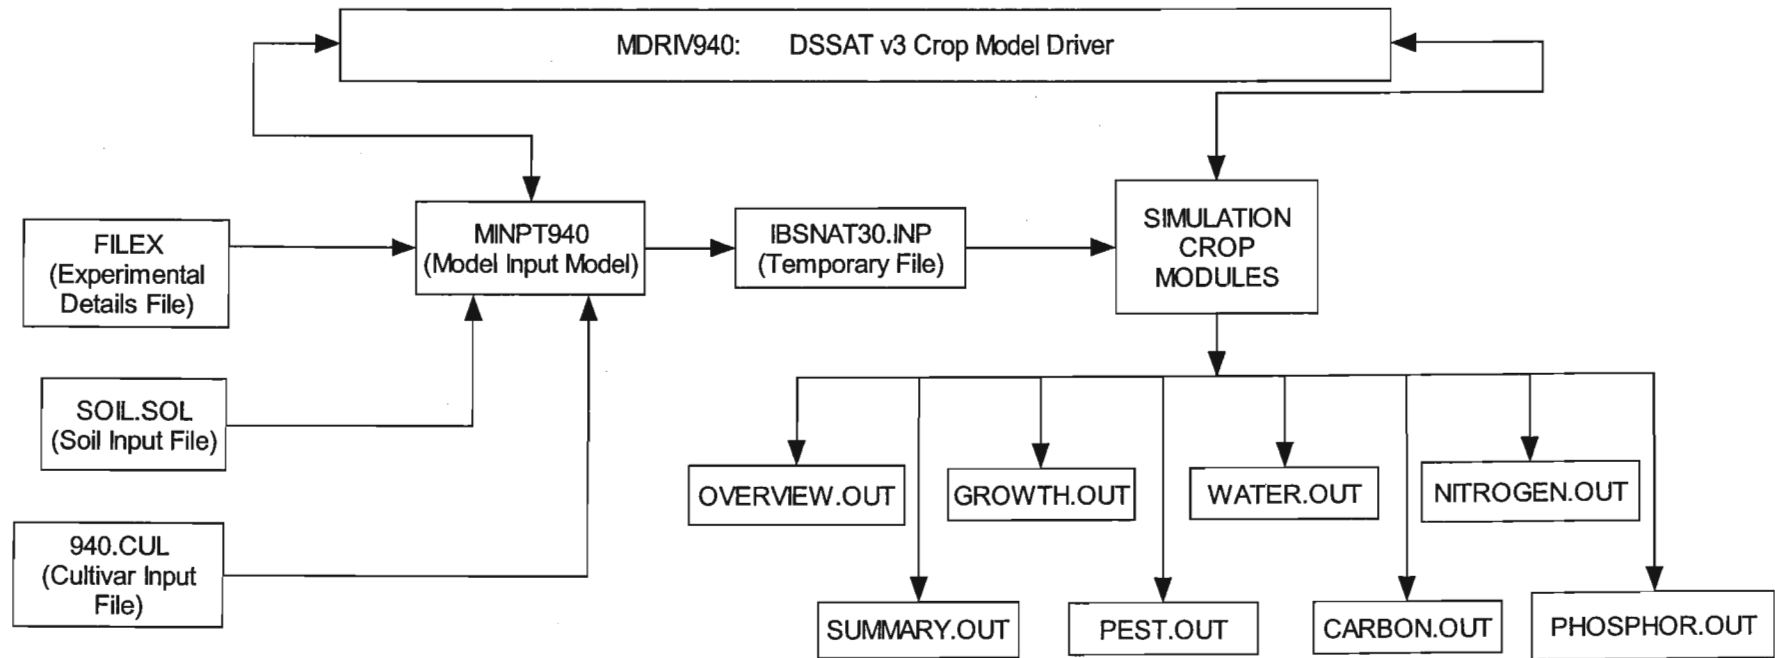 MDRIV940: DSSAT v3 Crop Model Driver
FILEX
(Experimental
Details File)
MINPT940
(Model Input Model)
IBSNAT30.INP
(Temporary File)
SIMULATION
CROP
MODULES
SOIL.SOL
(Soil Input File)
940.CUL
(Cultivar Input
File)
OVERVIEW.OUT
GROWTH.OUT
WATER.OUT
NITROGEN.OUT
SUMMARY.OUT
PEST.OUT
CARBON.OUT
PHOSPHOR.OUT